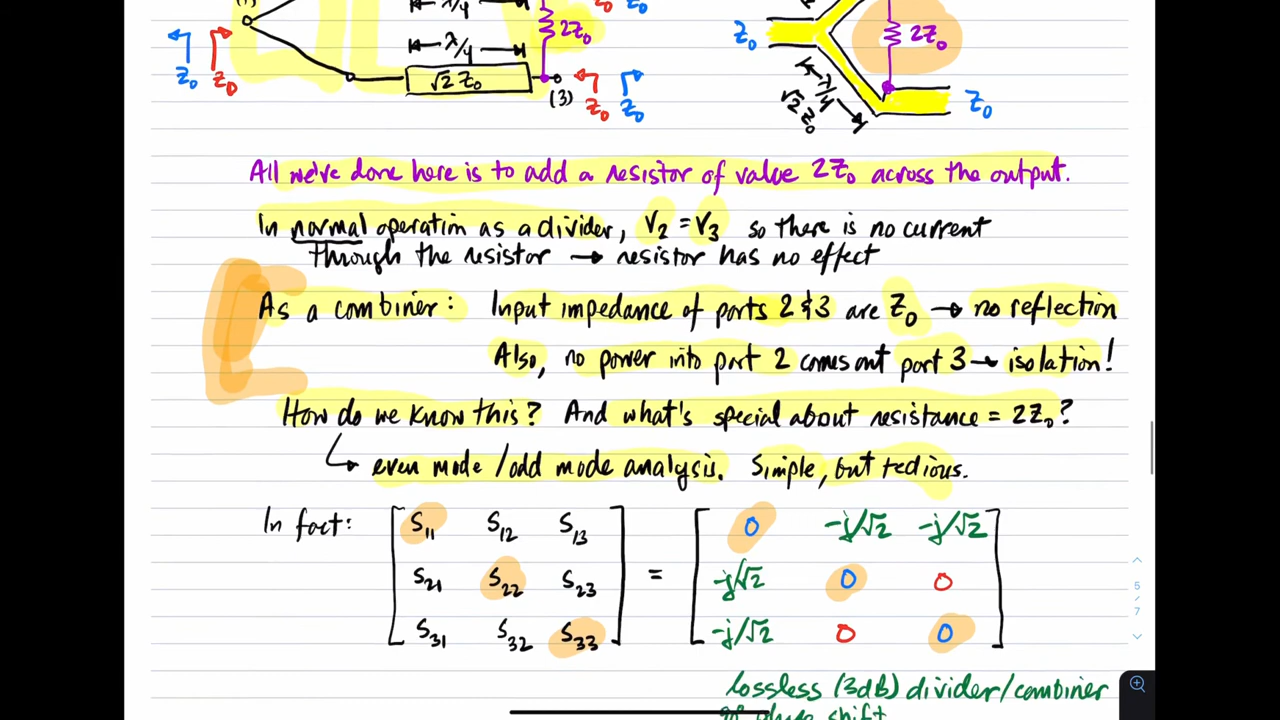 (1)
λ/4
2Z₀
Z₀ Z₀
λ/4
√2 Z₀
(3)
Z₀ Z₀
Z₀
2Z₀
λ/4
√2 Z₀
Z₀
All we've done here is to add a resistor of value 2Z₀ across the output.
In normal operation as a divider, V₂ = V₃ so there is no current
through the resistor → resistor has no effect
As a combiner: Input impedance of ports 2 & 3 are Z₀ → no reflection
Also, no power into port 2 comes out port 3 → isolation!
How do we know this? And what's special about resistance = 2Z₀?
↳ even mode/odd mode analysis. Simple, but tedious.
In fact: [S₁₁ S₁₂ S₁₃] [0 -j/√2 -j/√2]
[S₂₁ S₂₂ S₂₃] = [-j/√2 0 0]
[S₃₁ S₃₂ S₃₃] [-j/√2 0 0]
5
/
7
lossless (3dB) divider/combiner